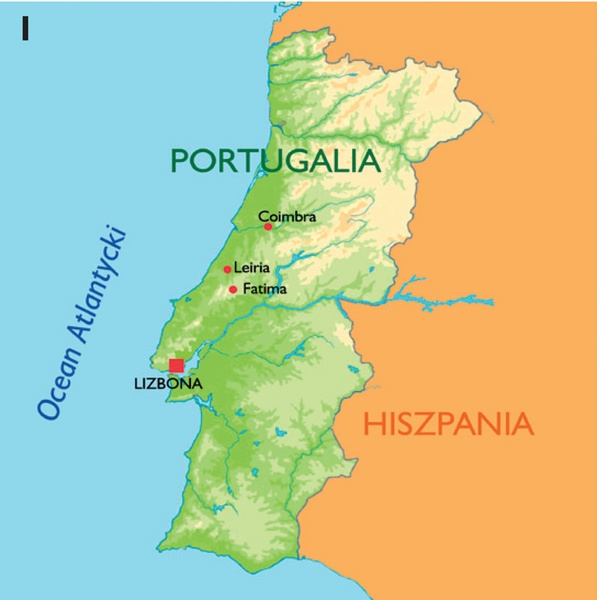 I
PORTUGALIA
Coimbra
Leiria
Fatima
Ocean Atlantycki
LIZBONA
HISZPANIA